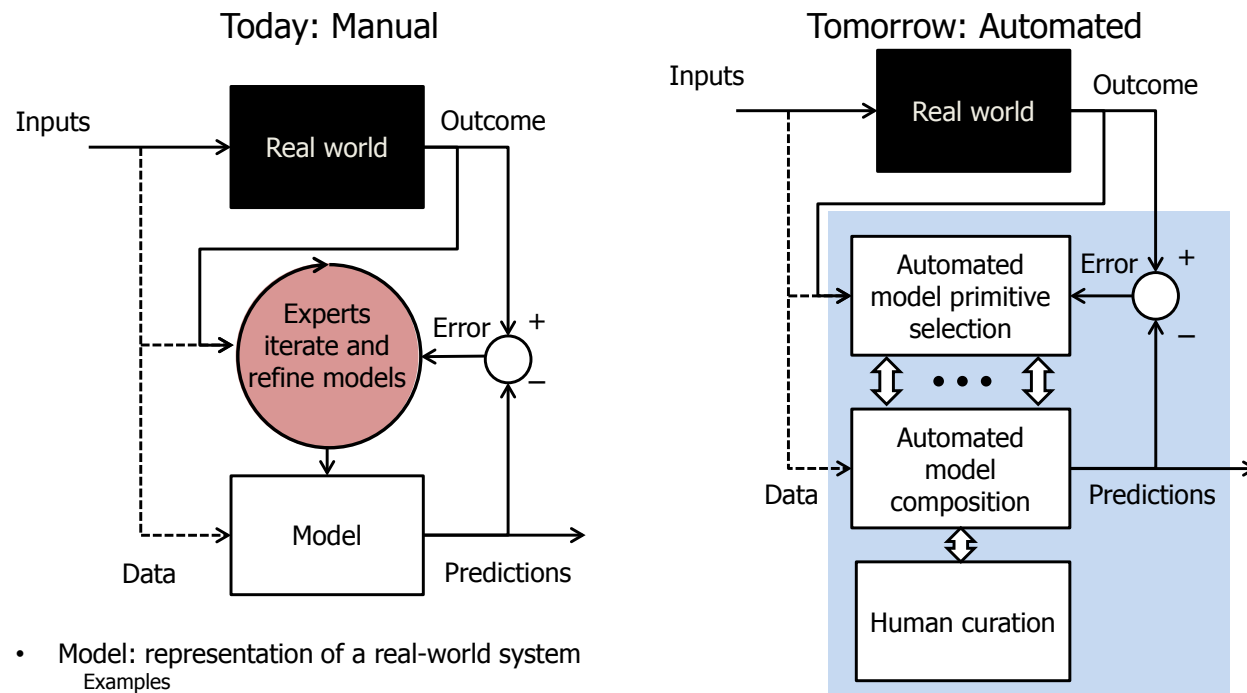 Today: Manual
Inputs
Real world
Outcome
Experts
iterate and
refine models
Error
+
−
Data
Model
Predictions
• Model: representation of a real-world system
Examples
Tomorrow: Automated
Inputs
Real world
Outcome
Automated
model primitive
selection
Error
+
−
• • •
Automated
model
composition
Data
Predictions
Human curation